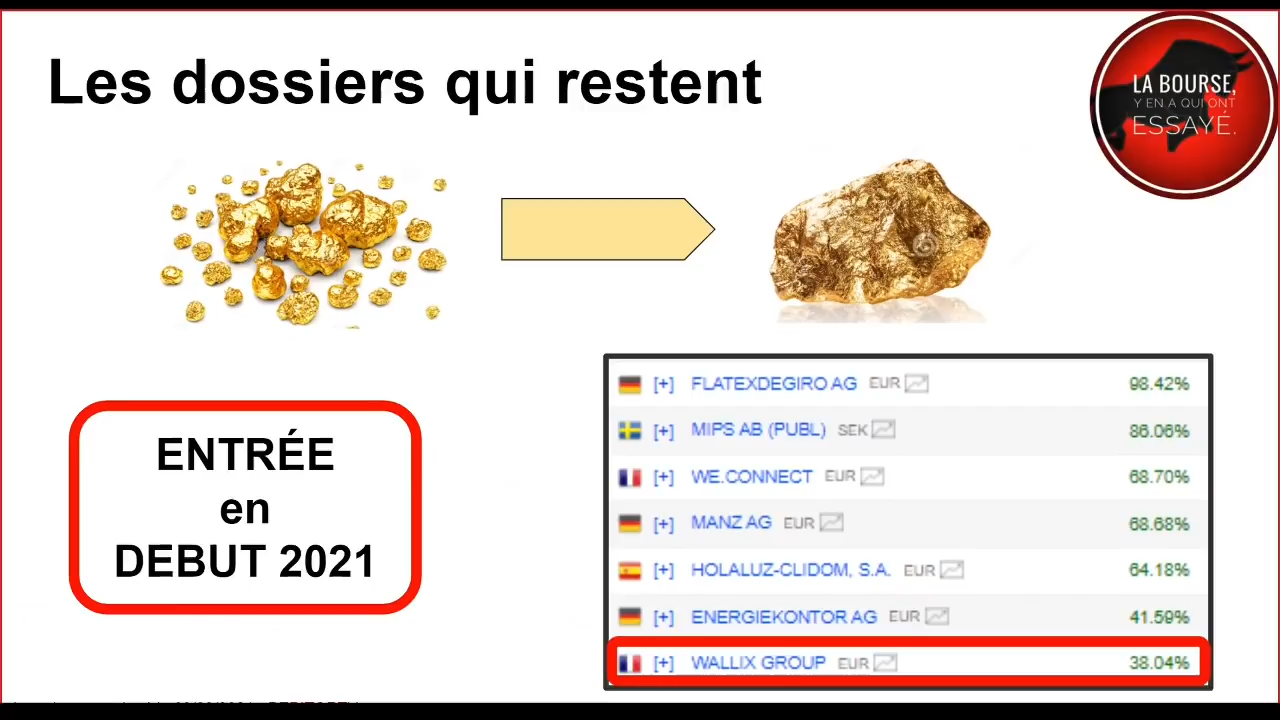 Les dossiers qui restent
LA BOURSE,
Y EN A QUI ONT
ESSAYÉ.
ENTRÉE
en
DEBUT 2021
[+] FLATEXDEGIRO AG EUR 98.42%
[+] MIPS AB (PUBL) SEK 86.06%
[+] WE.CONNECT EUR 68.70%
[+] MANZ AG EUR 68.68%
[+] HOLALUZ-CLIDOM, S.A. EUR 64.18%
[+] ENERGIEKONTOR AG EUR 41.59%
[+] WALLIX GROUP EUR 38.04%